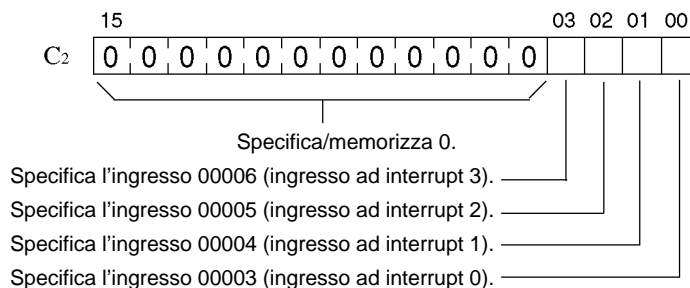 15 03 02 01 00
C2 0 0 0 0 0 0 0 0 0 0 0 0
Specifica/memorizza 0.
Specifica l'ingresso 00006 (ingresso ad interrupt 3).
Specifica l'ingresso 00005 (ingresso ad interrupt 2).
Specifica l'ingresso 00004 (ingresso ad interrupt 1).
Specifica l'ingresso 00003 (ingresso ad interrupt 0).